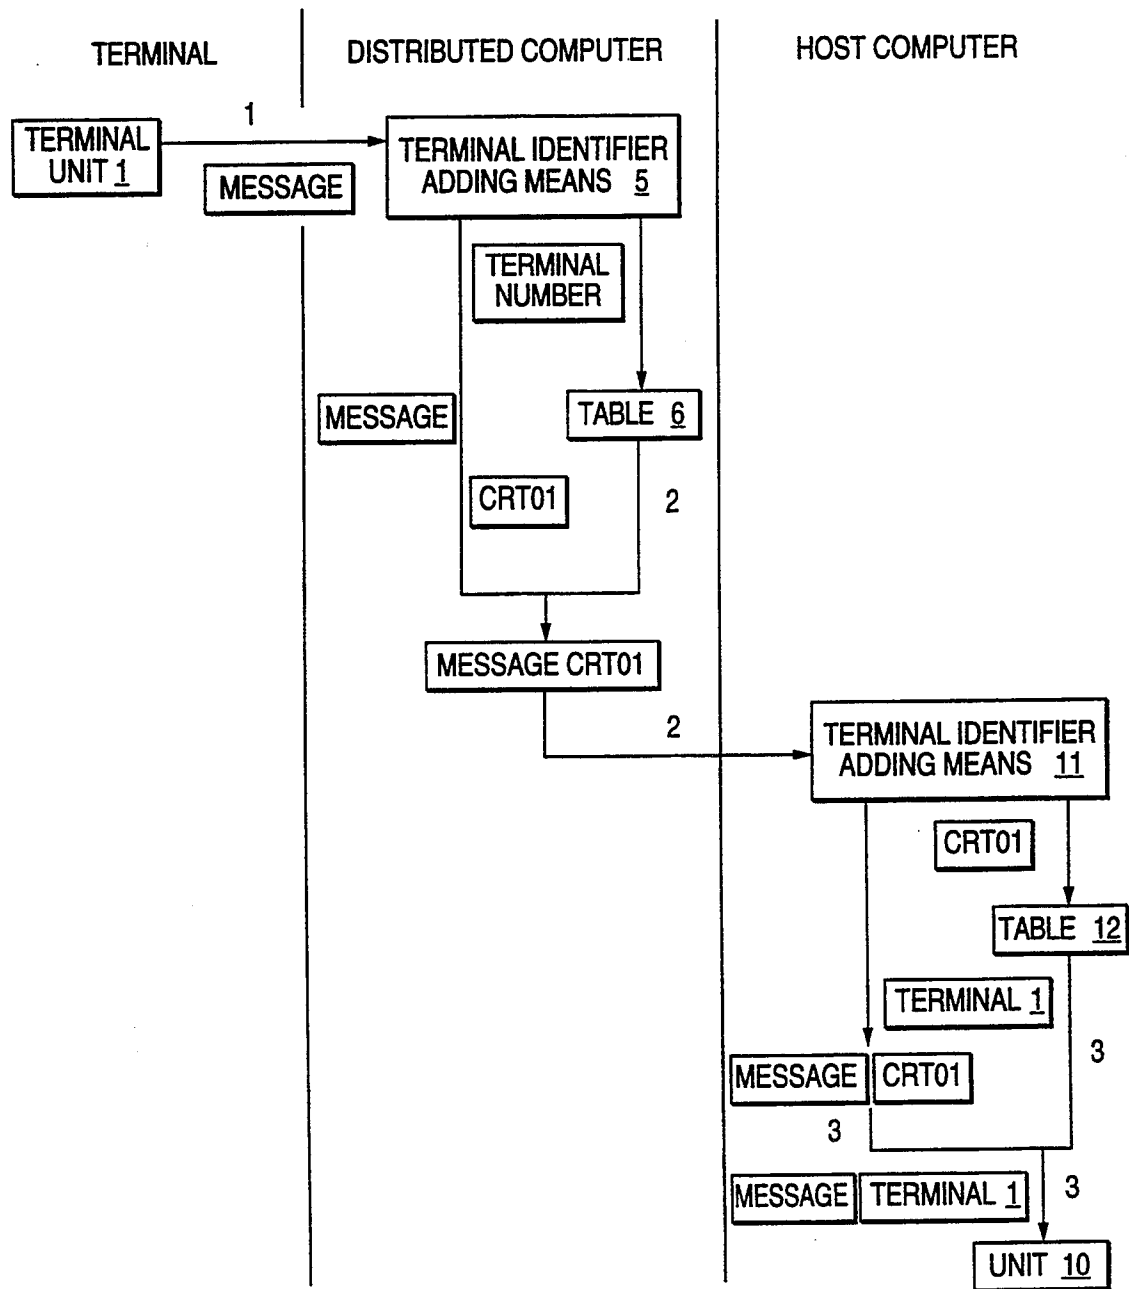 TERMINAL
DISTRIBUTED COMPUTER
HOST COMPUTER
1
TERMINAL
UNIT 1
MESSAGE
TERMINAL IDENTIFIER
ADDING MEANS 5
TERMINAL
NUMBER
MESSAGE
TABLE 6
CRT01
2
MESSAGE CRT01
2
TERMINAL IDENTIFIER
ADDING MEANS 11
CRT01
TABLE 12
TERMINAL 1
3
MESSAGE CRT01
3
MESSAGE TERMINAL 1
3
UNIT 10